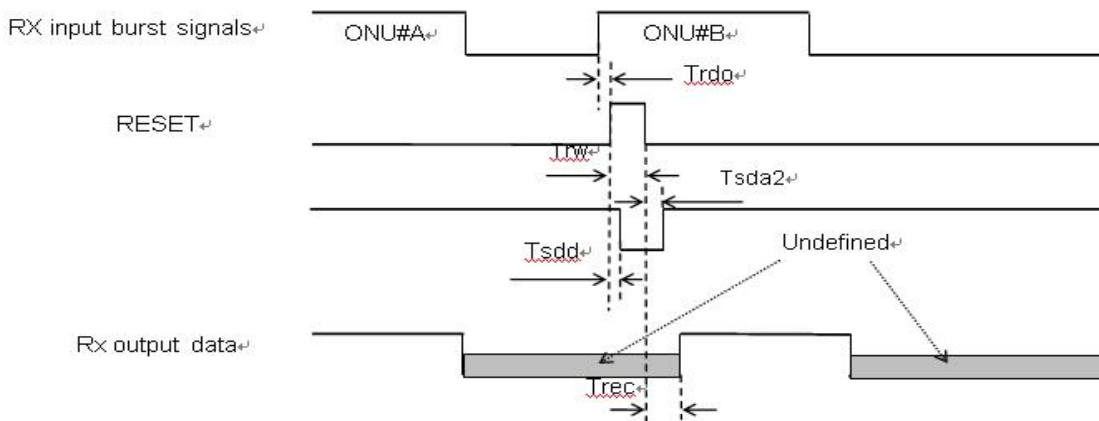 RX input burst signals
ONU#A
ONU#B
Trdo
RESET
Trw
Tsda2
Tsdd
Undefined
Rx output data
Trec